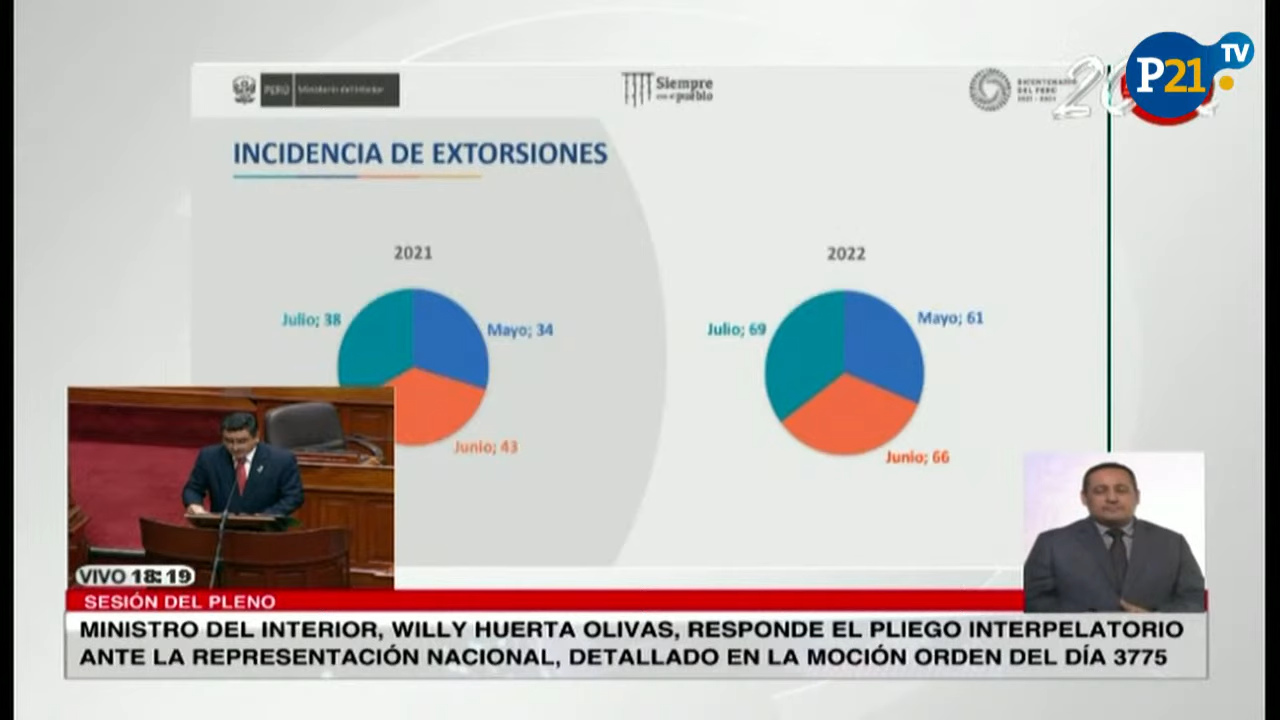 PERÚ Ministerio del Interior
Siempre
con el pueblo
BICENTENARIO
DEL PERÚ
2021 - 2024
P21
TV
INCIDENCIA DE EXTORSIONES
2021
2022
Julio; 38
Mayo; 34
Junio; 43
Julio; 69
Mayo; 61
Junio; 66
VIVO 18:19
SESIÓN DEL PLENO
MINISTRO DEL INTERIOR, WILLY HUERTA OLIVAS, RESPONDE EL PLIEGO INTERPELATORIO
ANTE LA REPRESENTACIÓN NACIONAL, DETALLADO EN LA MOCIÓN ORDEN DEL DÍA 3775